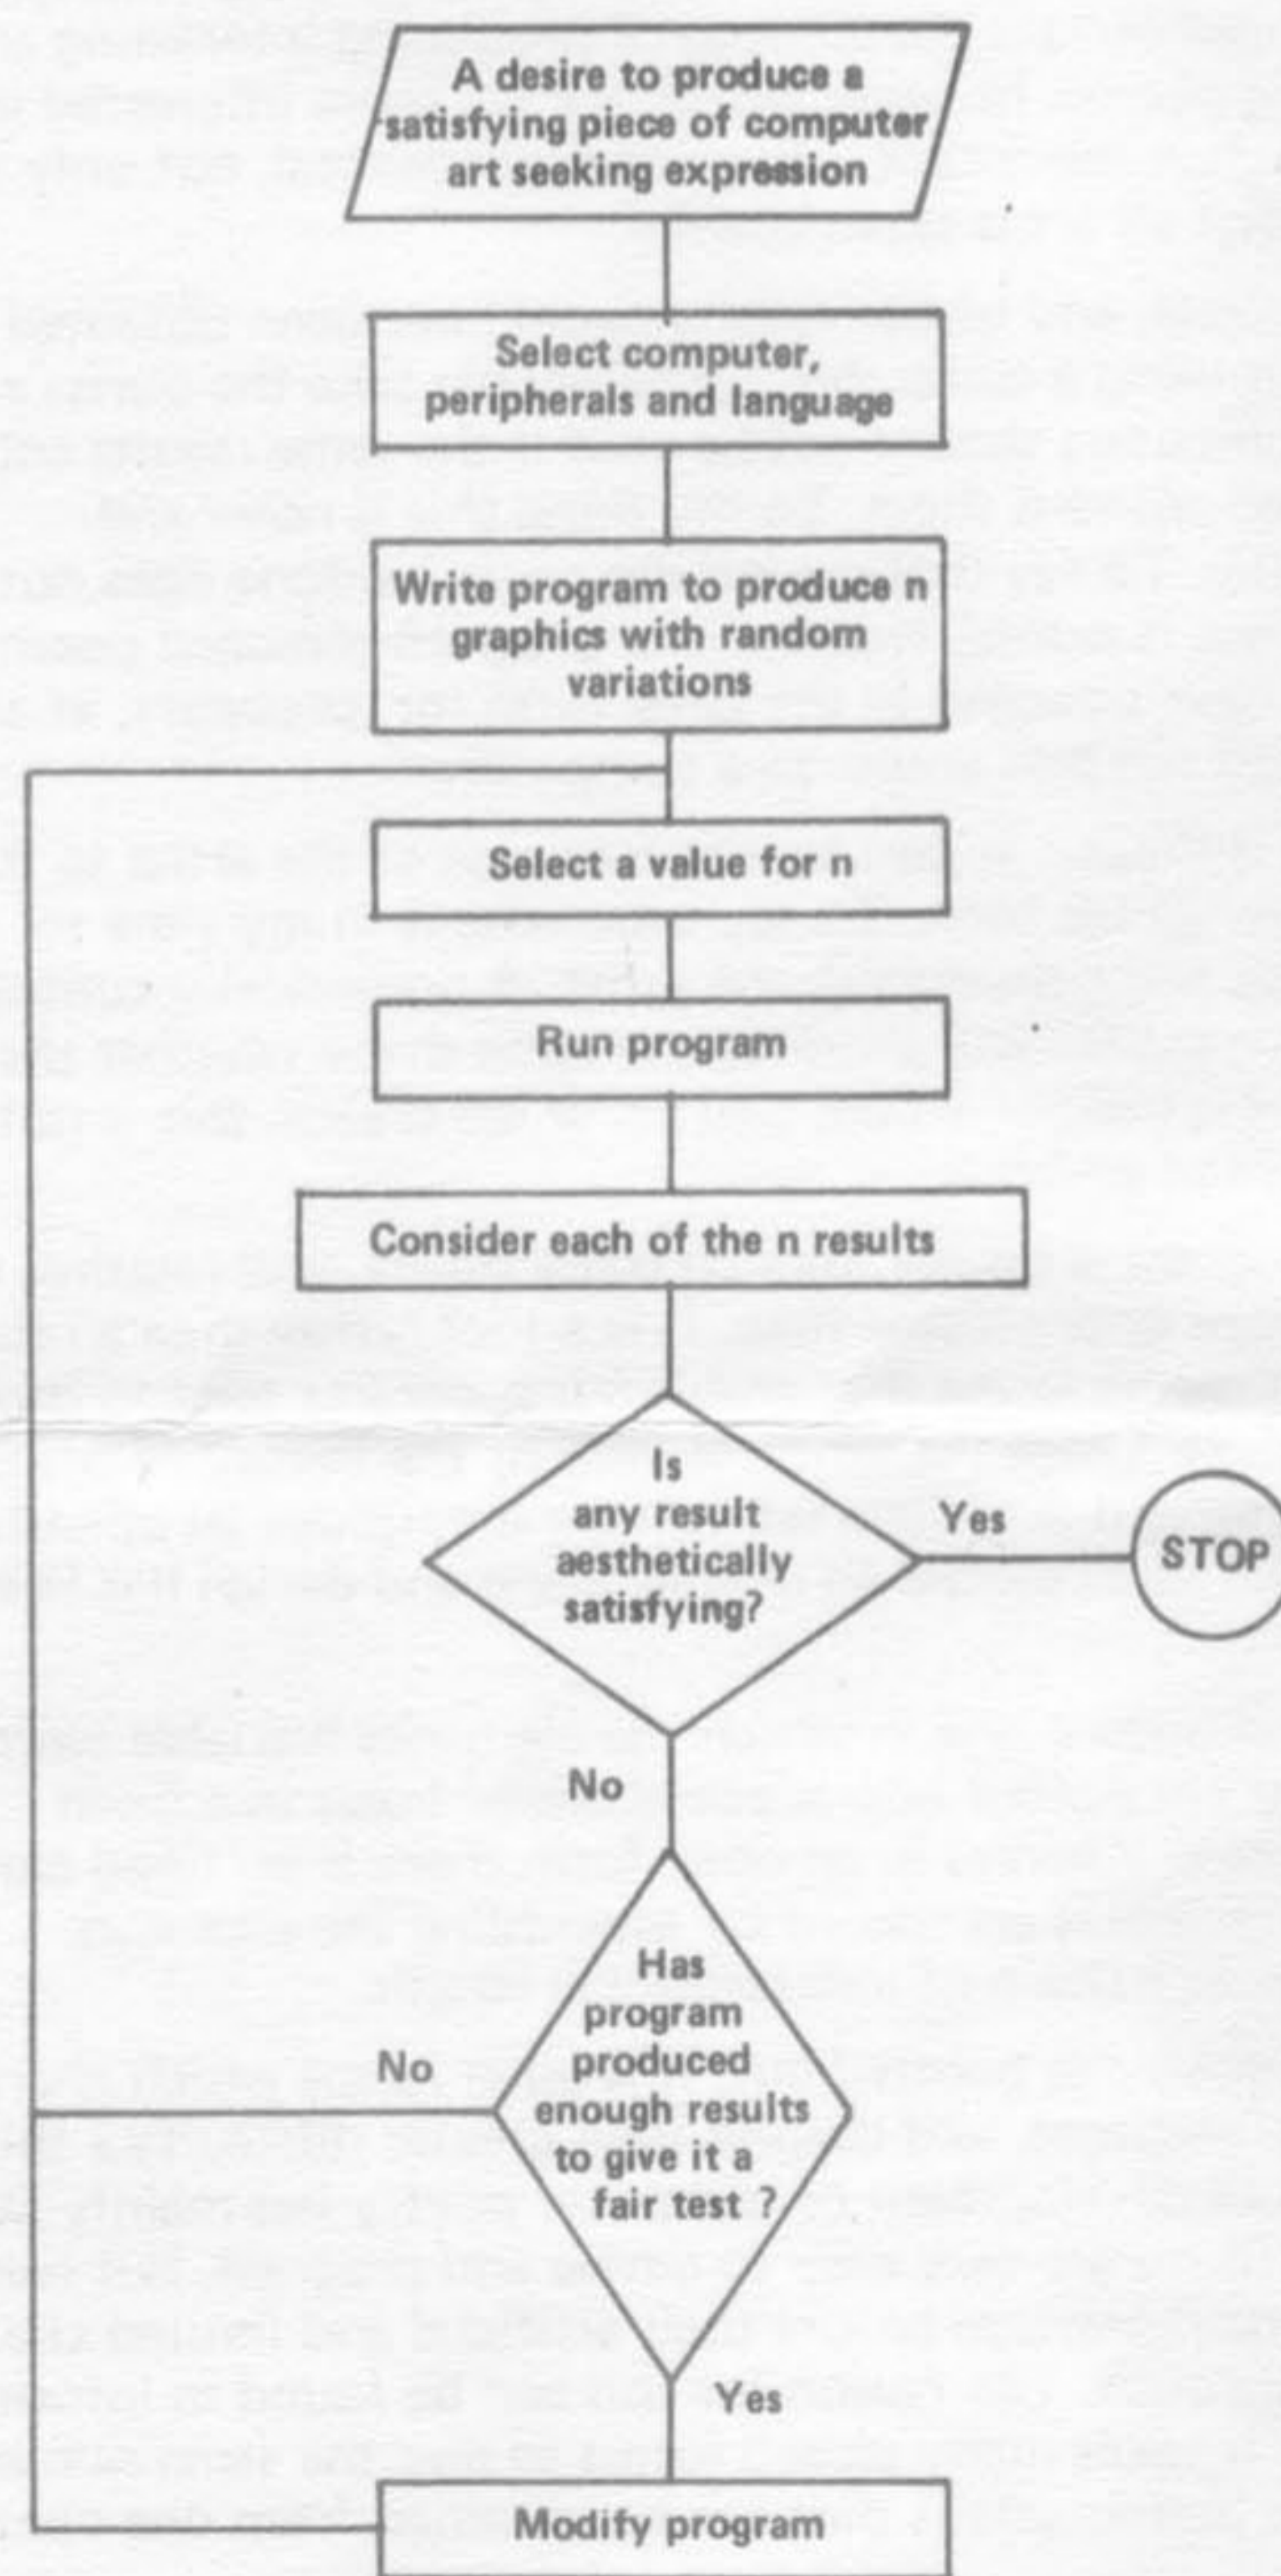 A desire to produce a
satisfying piece of computer
art seeking expression
Select computer,
peripherals and language
Write program to produce n
graphics with random
variations
Select a value for n
Run program
Consider each of the n results
Is
any result
aesthetically
satisfying?
Yes
STOP
No
Has
program
produced
enough results
to give it a
fair test ?
No
Yes
Modify program